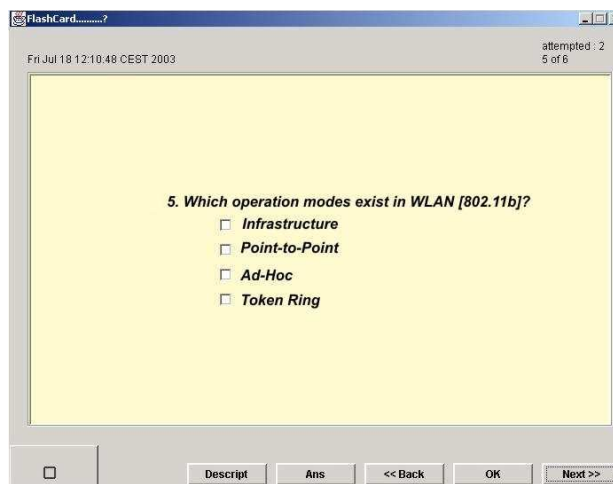 FlashCard.........?
attempted : 2
Fri Jul 18 12:10:48 CEST 2003
5 of 6
5. Which operation modes exist in WLAN [802.11b]?
Infrastructure
Point-to-Point
Ad-Hoc
Token Ring
Descript Ans << Back OK Next >>